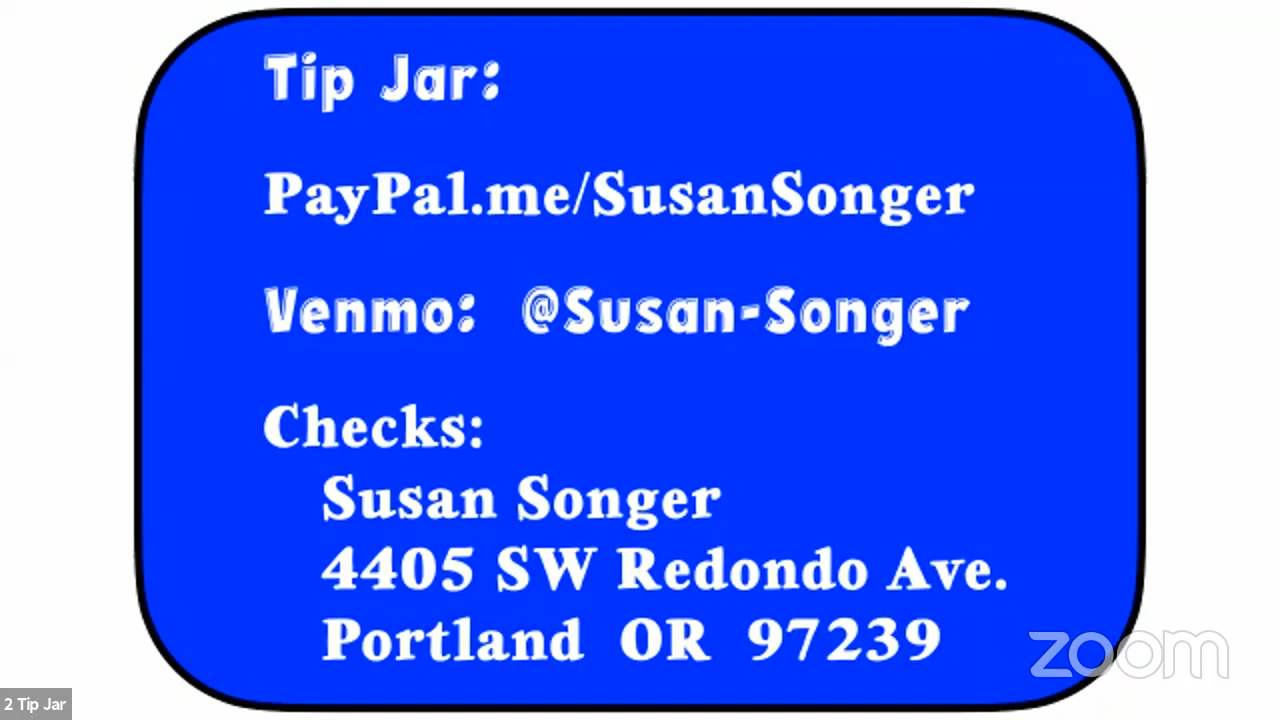 Tip Jar:
PayPal.me/SusanSonger
Venmo: @Susan-Songer
Checks:
Susan Songer
4405 SW Redondo Ave.
Portland OR 97239
zoom
2 Tip Jar